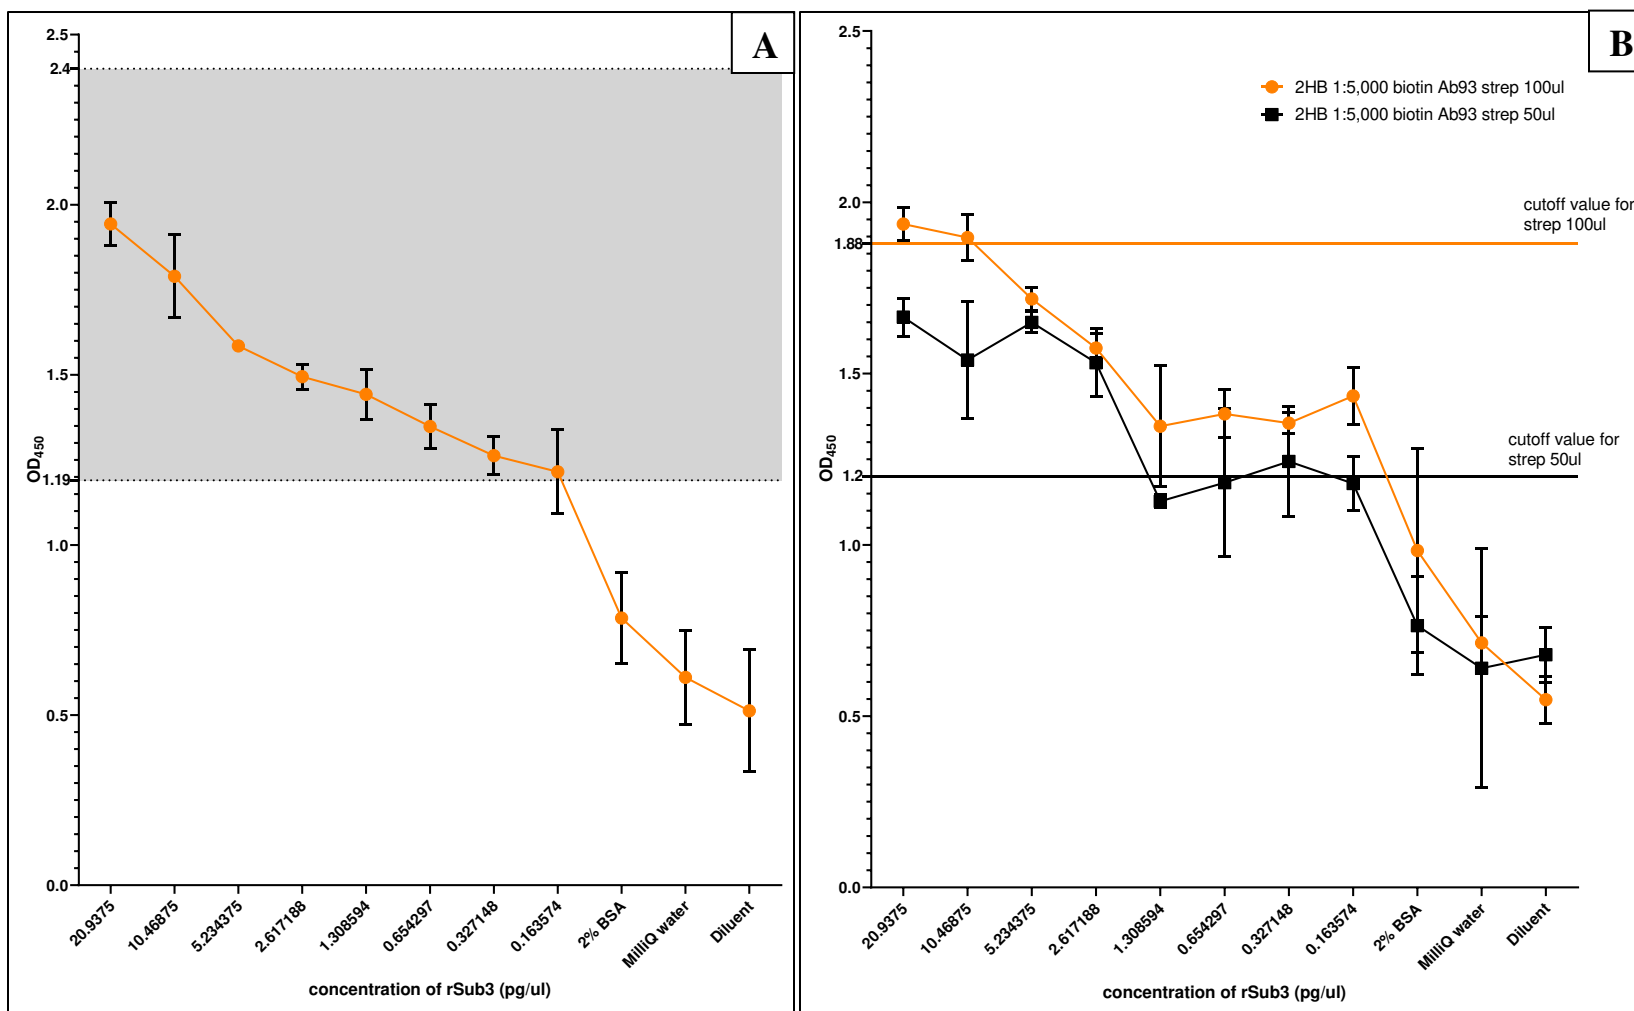 A
2.5
2.4
2.0
1.5
1.19
1.0
0.5
0.0
OD450
20.9375
10.46875
5.234375
2.617188
1.308594
0.654297
0.327148
0.163574
2% BSA
MilliQ water
Diluent
concentration of rSub3 (pg/ul)
B
2HB 1:5,000 biotin Ab93 strep 100ul
2HB 1:5,000 biotin Ab93 strep 50ul
cutoff value for
strep 100ul
cutoff value for
strep 50ul
2.5
2.0
1.88
1.5
1.2
1.0
0.5
0.0
OD450
20.9375
10.46875
5.234375
2.617188
1.308594
0.654297
0.327148
0.163574
2% BSA
MilliQ water
Diluent
concentration of rSub3 (pg/ul)